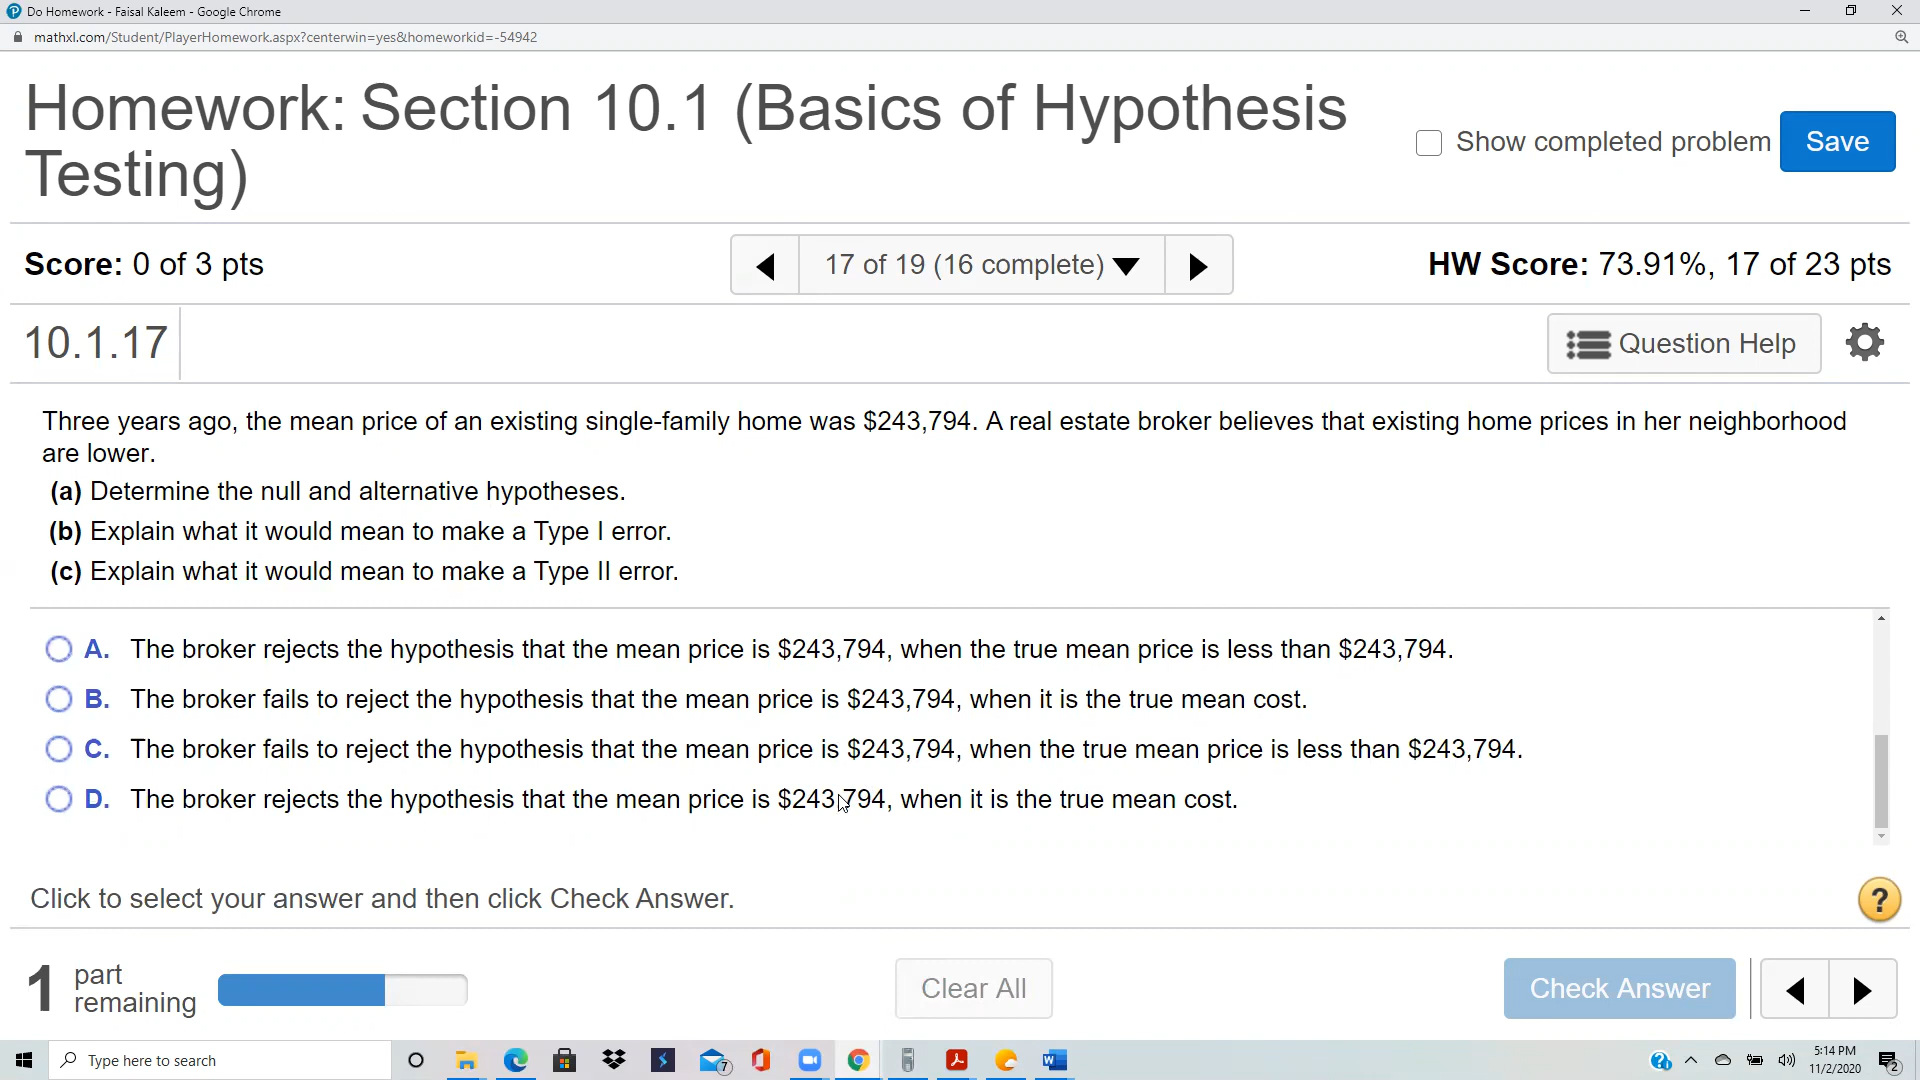 Do Homework - Faisal Kaleem - Google Chrome
mathxl.com/Student/PlayerHomework.aspx?centerwin=yes&homeworkid=-54942
Homework: Section 10.1 (Basics of Hypothesis
Testing)
Show completed problem
Save
Score: 0 of 3 pts
17 of 19 (16 complete)
HW Score: 73.91%, 17 of 23 pts
10.1.17
Question Help
Three years ago, the mean price of an existing single-family home was $243,794. A real estate broker believes that existing home prices in her neighborhood
are lower.
(a) Determine the null and alternative hypotheses.
(b) Explain what it would mean to make a Type I error.
(c) Explain what it would mean to make a Type II error.
A. The broker rejects the hypothesis that the mean price is $243,794, when the true mean price is less than $243,794.
B. The broker fails to reject the hypothesis that the mean price is $243,794, when it is the true mean cost.
C. The broker fails to reject the hypothesis that the mean price is $243,794, when the true mean price is less than $243,794.
D. The broker rejects the hypothesis that the mean price is $243,794, when it is the true mean cost.
Click to select your answer and then click Check Answer.
?
1 part
remaining
Clear All
Check Answer
Type here to search
7
5:14 PM
11/2/2020
2